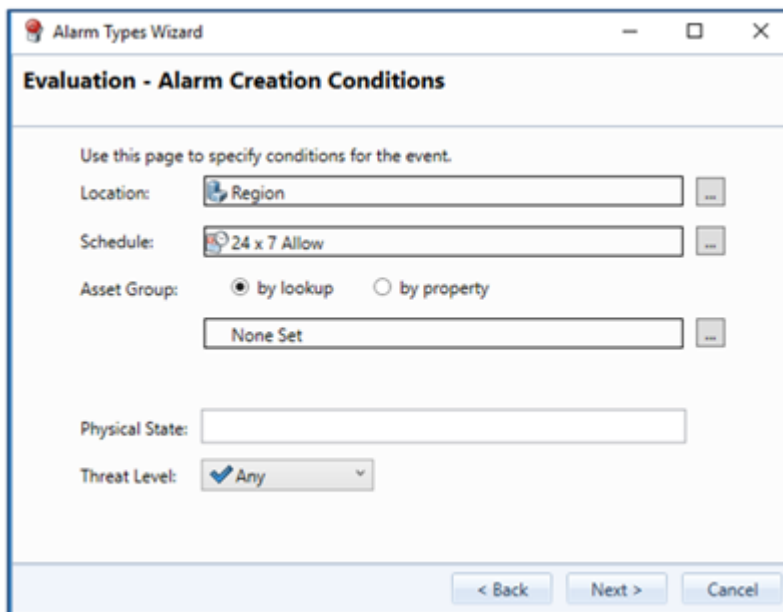 Alarm Types Wizard
Evaluation - Alarm Creation Conditions
Use this page to specify conditions for the event.
Location: Region ...
Schedule: 24 x 7 Allow ...
Asset Group: by lookup by property
None Set ...
Physical State:
Threat Level: Any
< Back Next > Cancel